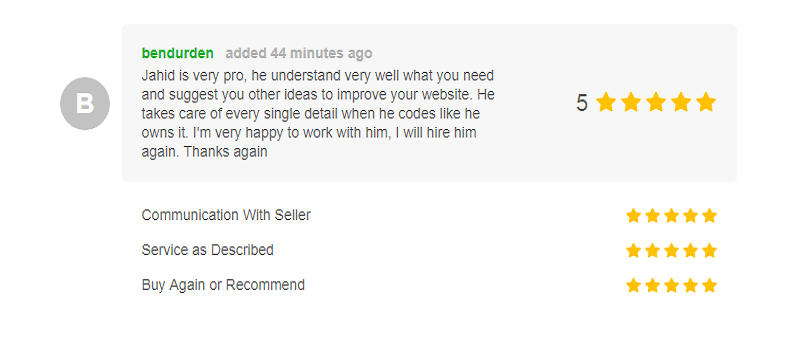 B
bendurden added 44 minutes ago
Jahid is very pro, he understand very well what you need
and suggest you other ideas to improve your website. He
takes care of every single detail when he codes like he
owns it. I'm very happy to work with him, I will hire him
again. Thanks again
5
Communication With Seller
Service as Described
Buy Again or Recommend